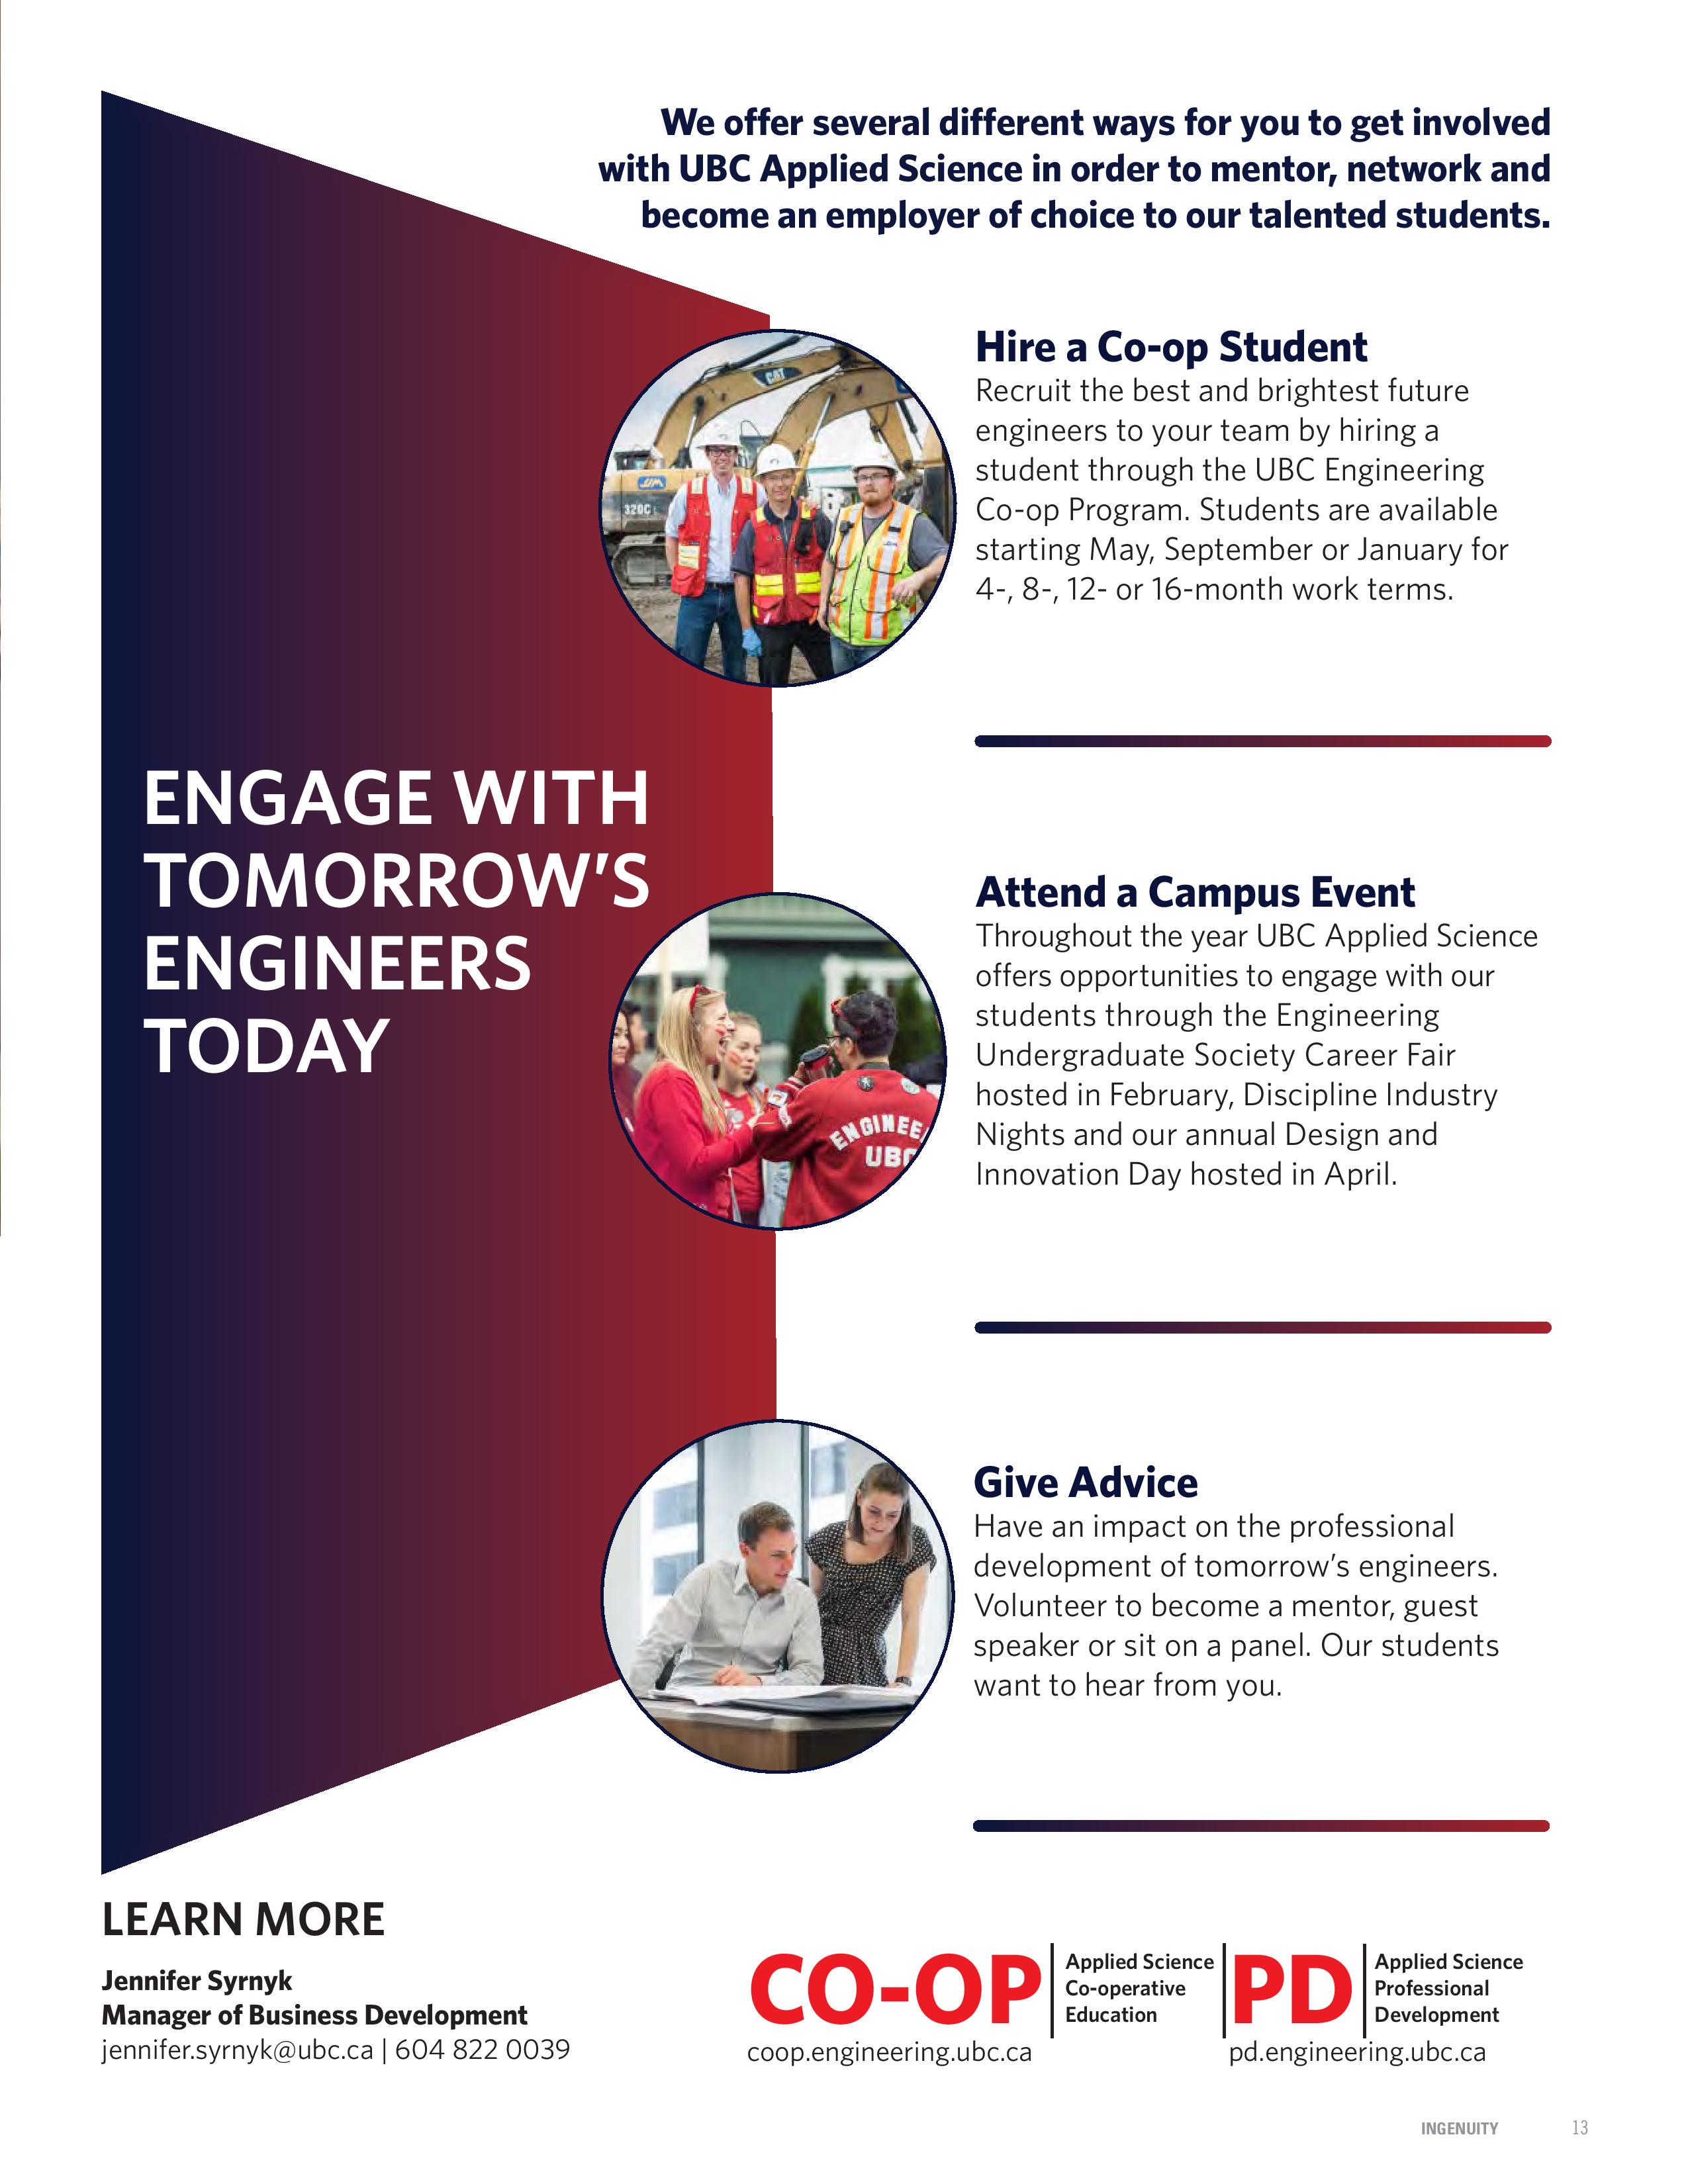 We offer several different ways for you to get involved
with UBC Applied Science in order to mentor, network and
become an employer of choice to our talented students.
Hire a Co-op Student
Recruit the best and brightest future
engineers to your team by hiring a
student through the UBC Engineering
Co-op Program. Students are available
starting May, September or January for
4-, 8-, 12- or 16-month work terms.
CAT
JJM
320C
ENGAGE WITH
TOMORROW’S
ENGINEERS
TODAY
Attend a Campus Event
Throughout the year UBC Applied Science
offers opportunities to engage with our
students through the Engineering
Undergraduate Society Career Fair
hosted in February, Discipline Industry
Nights and our annual Design and
Innovation Day hosted in April.
ENGINEE
UBC
Give Advice
Have an impact on the professional
development of tomorrow’s engineers.
Volunteer to become a mentor, guest
speaker or sit on a panel. Our students
want to hear from you.
LEARN MORE
Jennifer Syrnyk
Manager of Business Development
jennifer.syrnyk@ubc.ca | 604 822 0039
CO-OP
Applied Science
Co-operative
Education
coop.engineering.ubc.ca
PD
Applied Science
Professional
Development
pd.engineering.ubc.ca
INGENUITY 13